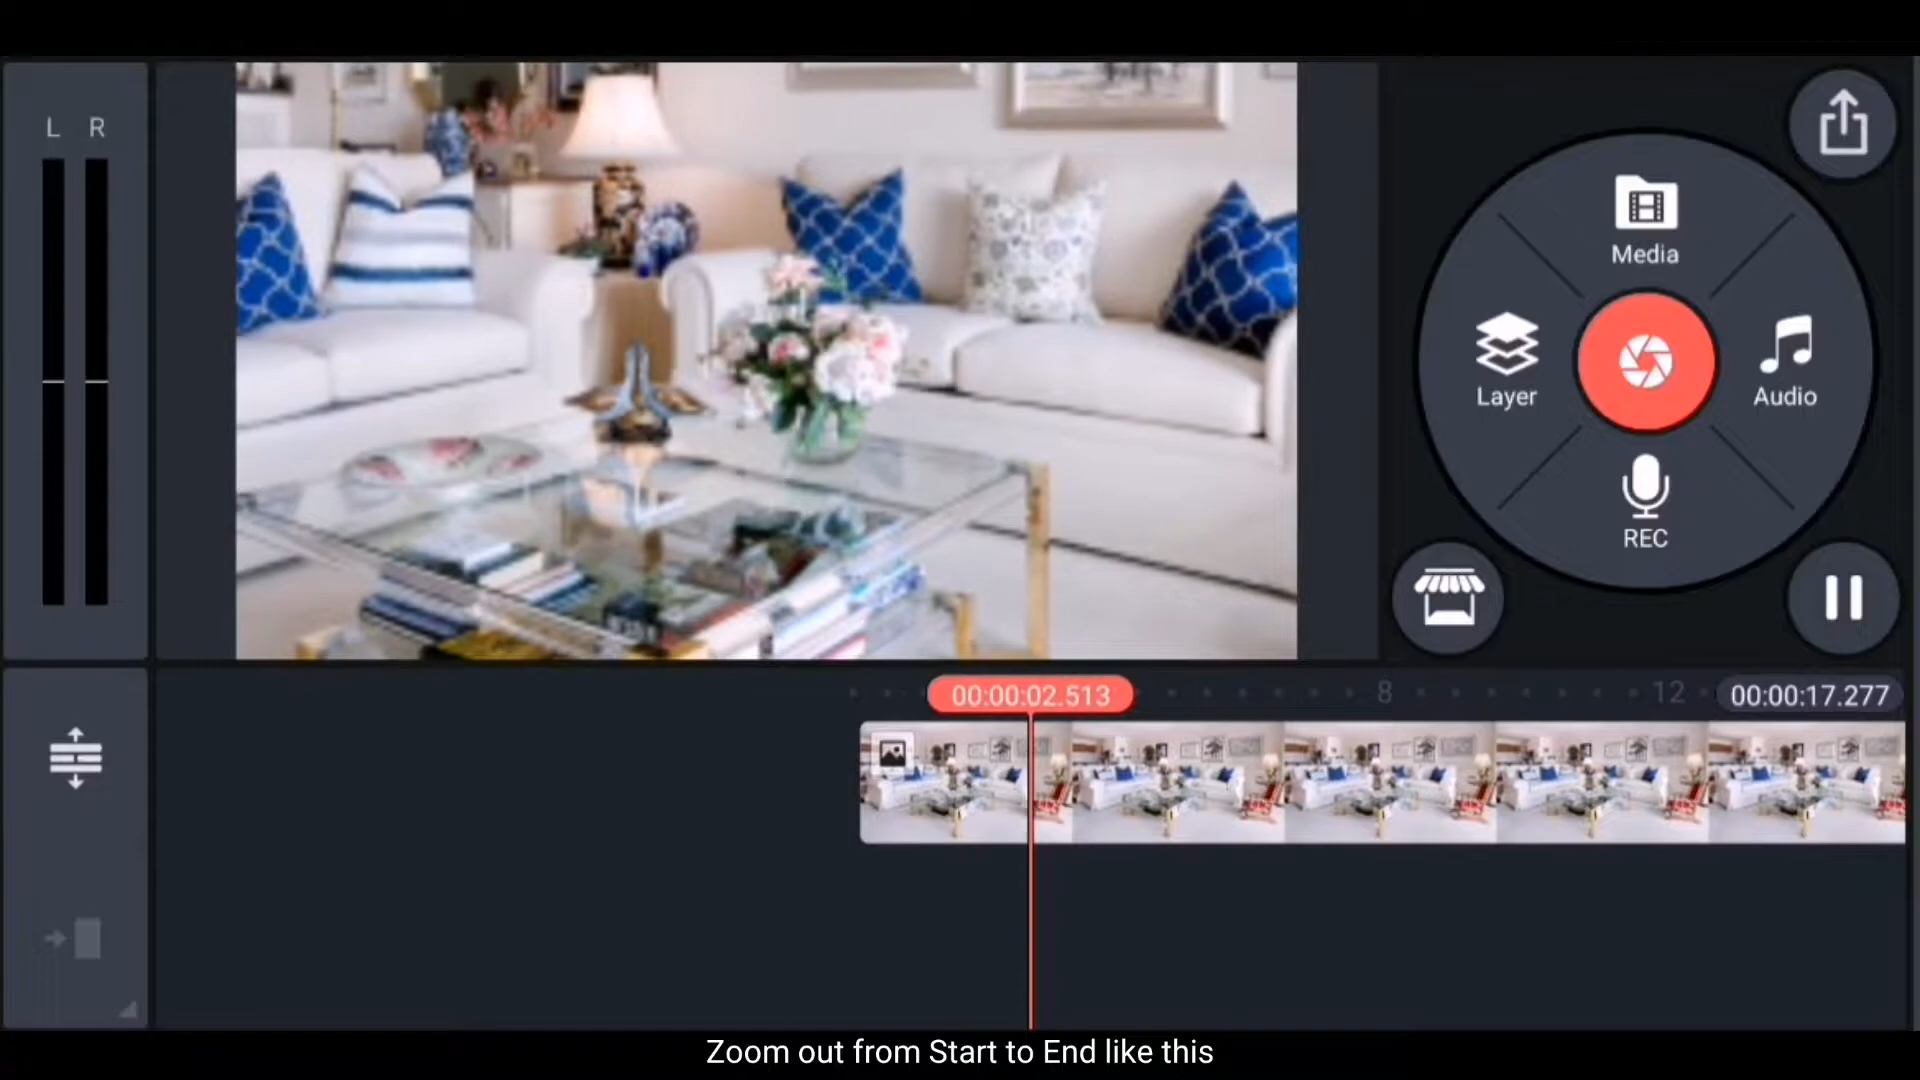 L R
Media
Layer
Audio
REC
00:00:02.513
8
12
00:00:17.277
Zoom out from Start to End like this